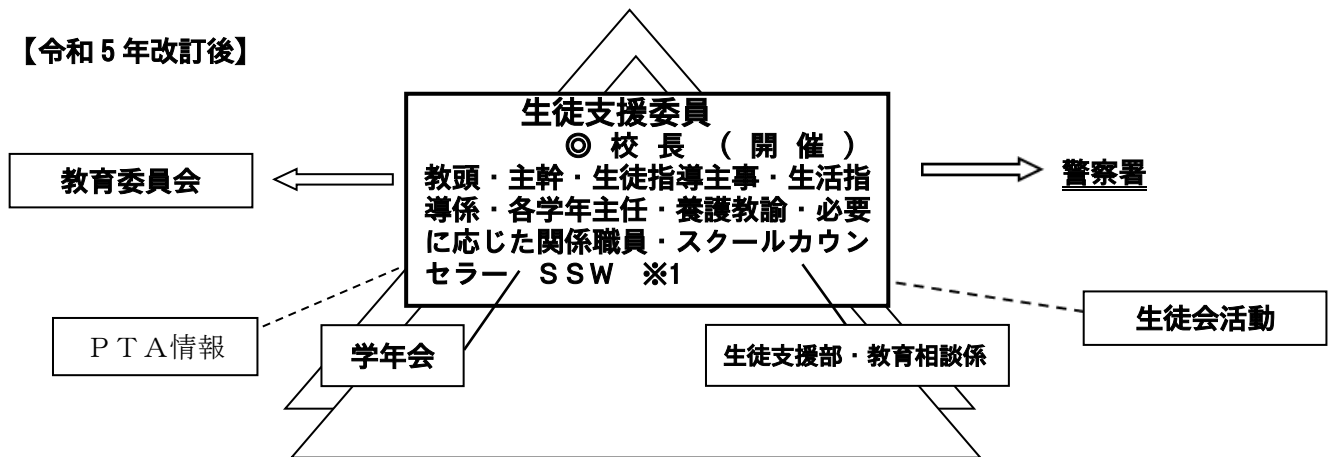 【令和5年改訂後】
生徒支援委員
◎校長(開催)
教頭・主幹・生徒指導主事・生活指
導係・各学年主任・養護教諭・必要
に応じた関係職員・スクールカウン
セラー SSW ※1
教育委員会
警察署
PTA情報
学年会
生徒支援部・教育相談係
生徒会活動